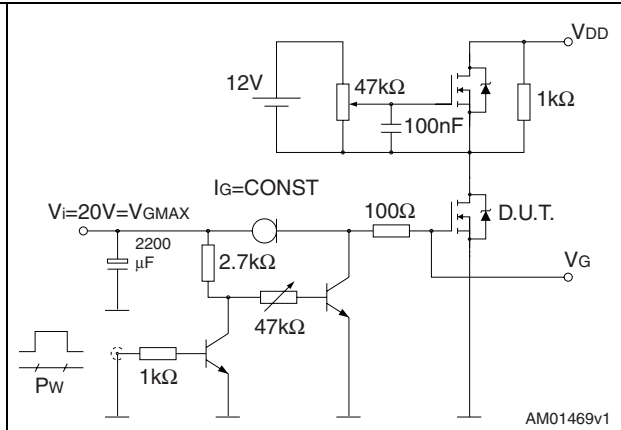 VDD
12V
47kΩ
1kΩ
100nF
IG=CONST
Vi=20V=VGMAX
100Ω
D.U.T.
2200
μF
2.7kΩ
VG
47kΩ
1kΩ
PW
AM01469v1